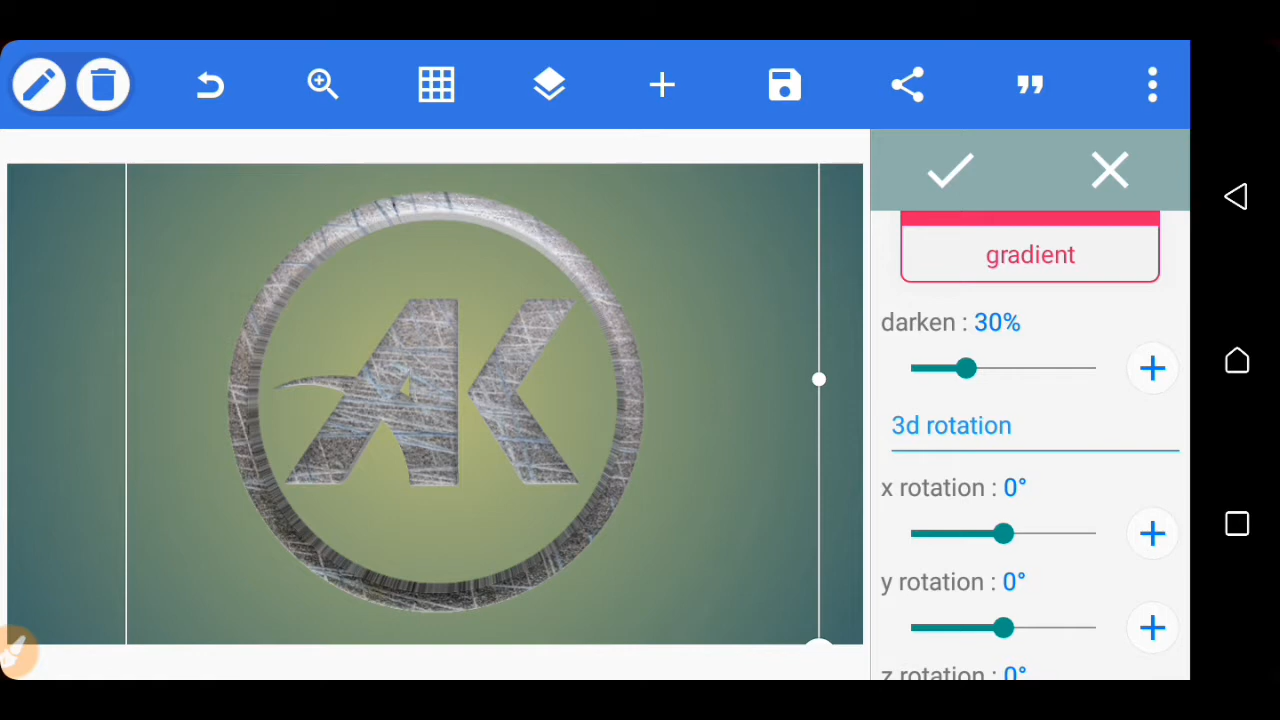 AK
gradient
darken : 30%
3d rotation
x rotation : 0°
y rotation : 0°
z rotation : 0°